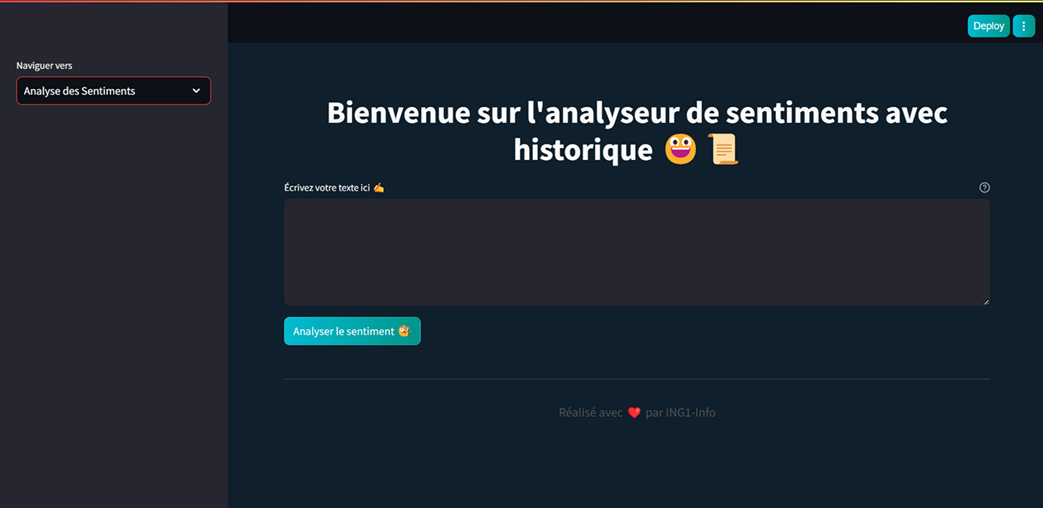 Deploy
Naviguer vers
Analyse des Sentiments
Bienvenue sur l'analyseur de sentiments avec
historique 😀 📜
Écrivez votre texte ici ✍️
Analyser le sentiment 🧐
Réalisé avec ❤️ par ING1-Info